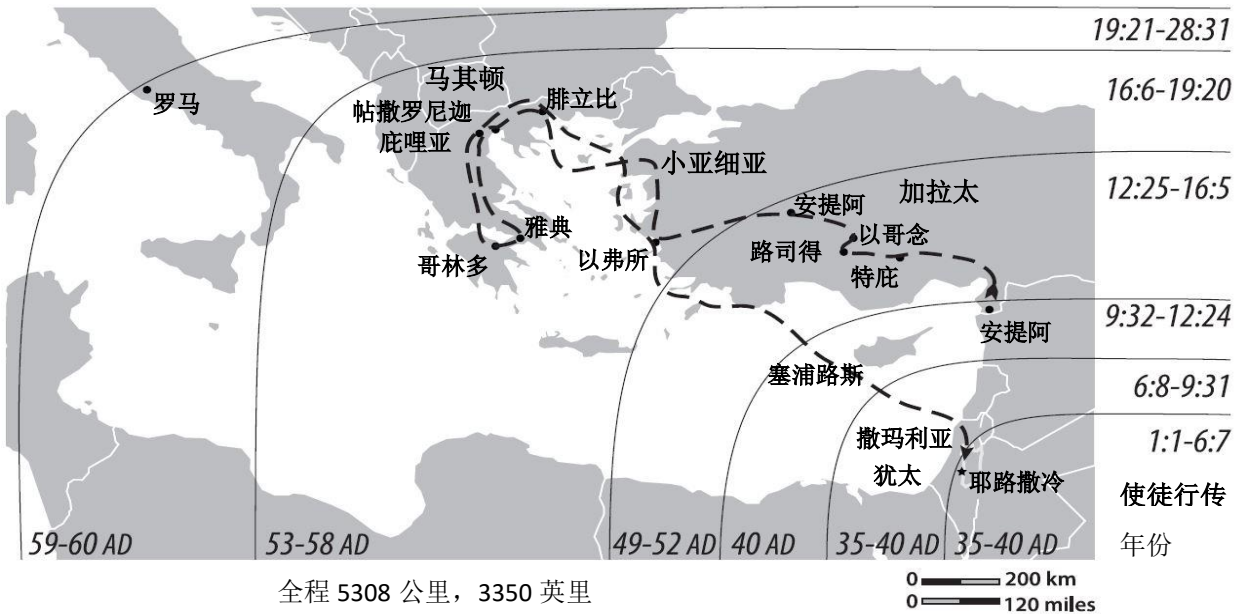 19:21-28:31
马其顿
16:6-19:20
罗马
帖撒罗尼迦
腓立比
庇哩亚
小亚细亚
12:25-16:5
加拉太
安提阿
雅典
以哥念
哥林多
以弗所
路司得
特庇
9:32-12:24
安提阿
塞浦路斯
6:8-9:31
撒玛利亚
1:1-6:7
犹太
耶路撒冷
使徒行传
59-60 AD
53-58 AD
49-52 AD
40 AD
35-40 AD
35-40 AD
年份
全程 5308 公里，3350 英里
0 200 km
0 120 miles